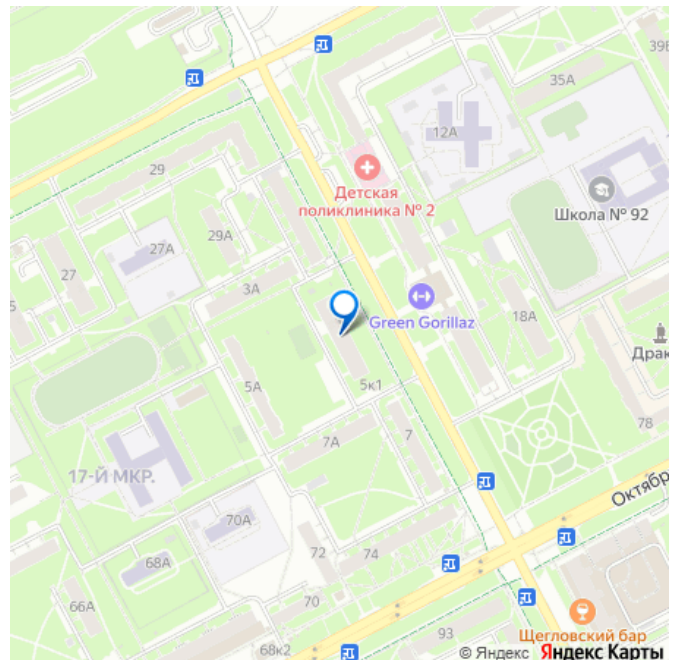 39Б
35А
12А
Детская
поликлиника № 2
Школа № 92
29
29А
27А
27
5
3А
Green Gorillaz
18А
Драк
5А
5к1
7А
7
78
17-Й МКР.
Октябр
70А
68А
72
74
70
66А
68к2
93
Щегловский бар
© Яндекс Яндекс Карты